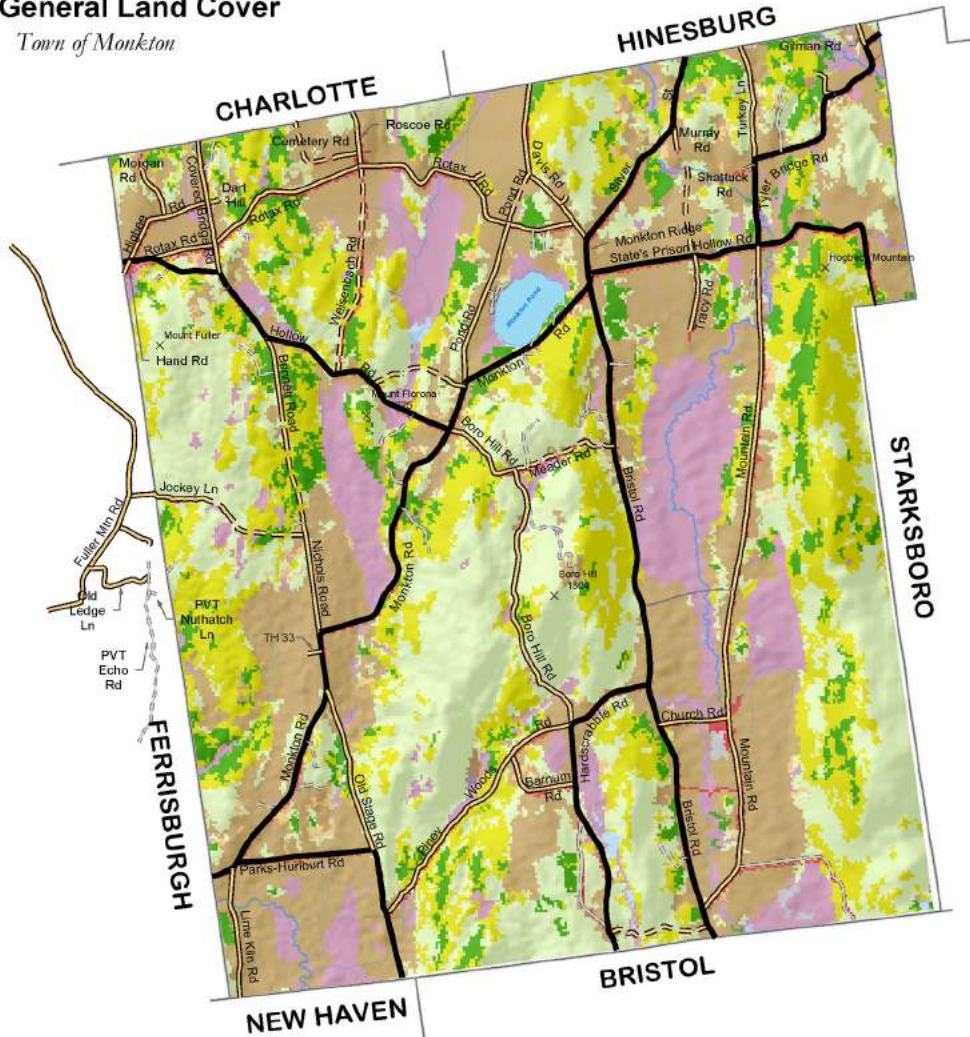 General Land Cover
Town of Monkton
HINESBURG
Gilman Rd
CHARLOTTE
Roscoe Rd
Cemetery Rd
St
Turkey Ln
Murray
Rd
Morgan
Rd
Covered Bridge Rd
Dart
Hill
Rotax Rd
Pond Rd
Davis Rd
Silver
Shattuck
Rd
Tyler Bridge Rd
Higbee Rd
Rotax Rd
Rotax Rd
Monkton Ridge
State's Prison Hollow Rd
Hogback Mountain
Weisenbach Rd
Monkton Pond
Tracy Rd
Pond Rd
Mount Fuller
Hand Rd
Hollow Rd
Monkton Rd
Bennett Road
Mount Florona
Boro Hill Rd
Meader Rd
Mountain Rd
STARKSBORO
Jockey Ln
Bristol Rd
Fuller Mtn Rd
Nichols Road
Monkton Rd
Boro Hill
1304
Old
Ledge
Ln
PVT
Nuthatch
Ln
TH 33
Boro Hill Rd
PVT
Echo
Rd
FERRISBURGH
Monkton Rd
Hardscrabble Rd
Church Rd
Mountain Rd
Old Stage Rd
Piney Woods Rd
Barnum
Rd
Bristol Rd
Parks-Hurlburt Rd
Lime Kiln Rd
BRISTOL
NEW HAVEN